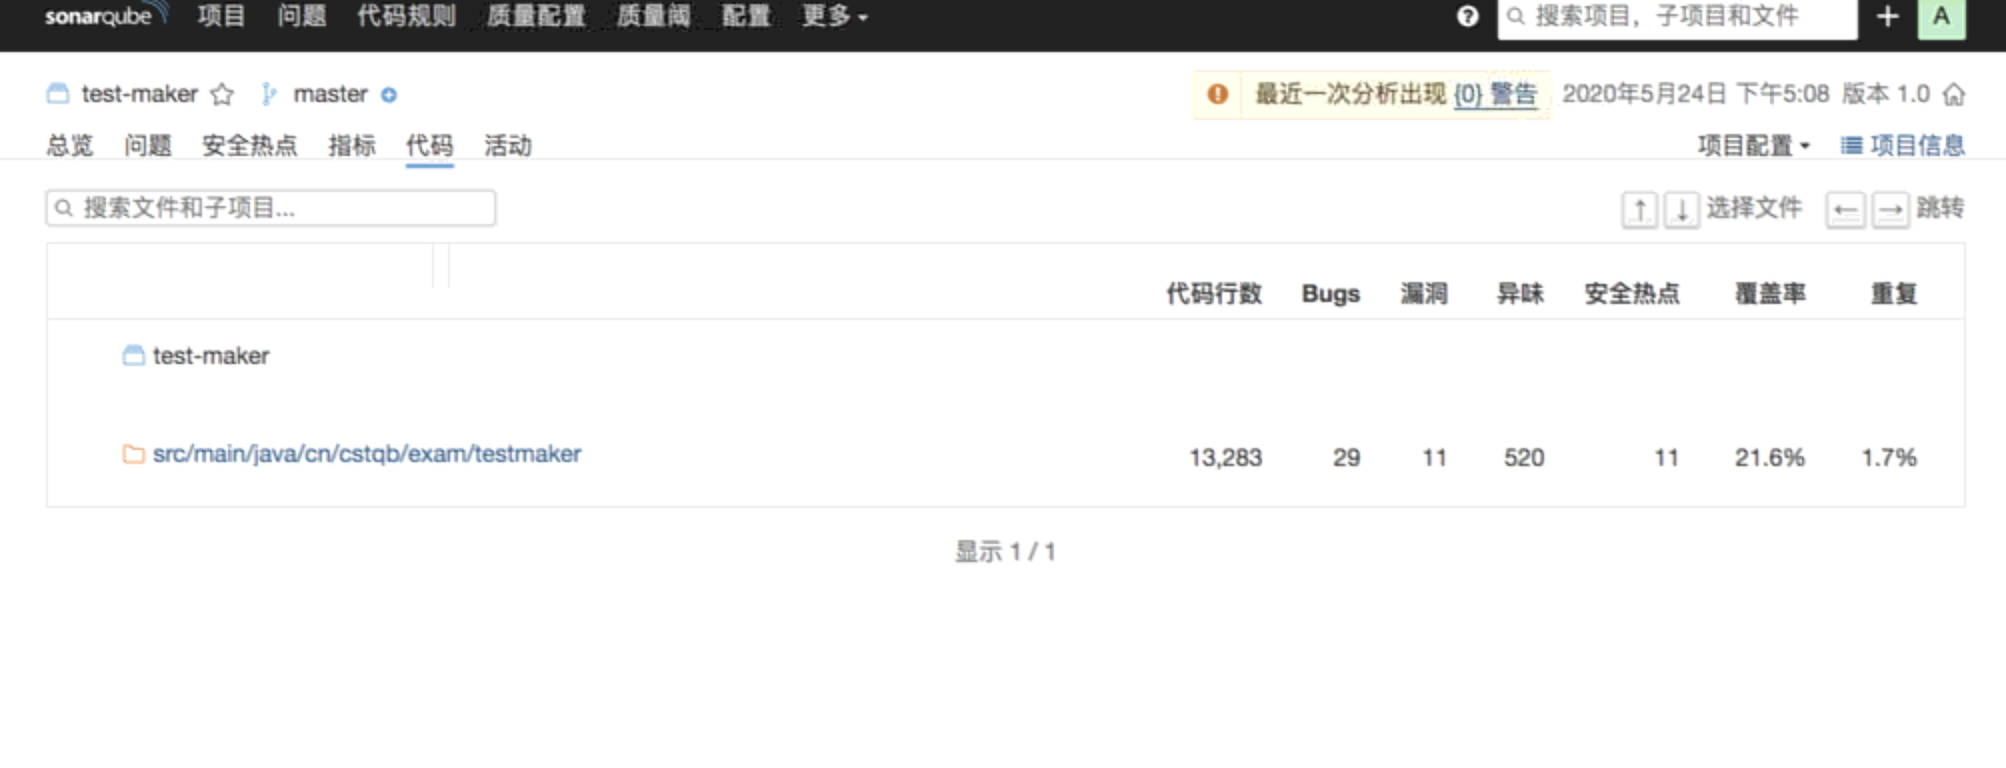 sonarqube 项目 问题 代码规则 质量配置 质量阈 配置 更多 ? 搜索项目，子项目和文件 + A
test-maker master 最近一次分析出现 {0} 警告 2020年5月24日 下午5:08 版本 1.0
总览 问题 安全热点 指标 代码 活动 项目配置 项目信息
搜索文件和子项目... ↑ ↓ 选择文件 ← → 跳转
代码行数 Bugs 漏洞 异味 安全热点 覆盖率 重复
test-maker
src/main/java/cn/cstqb/exam/testmaker 13,283 29 11 520 11 21.6% 1.7%
显示 1 / 1